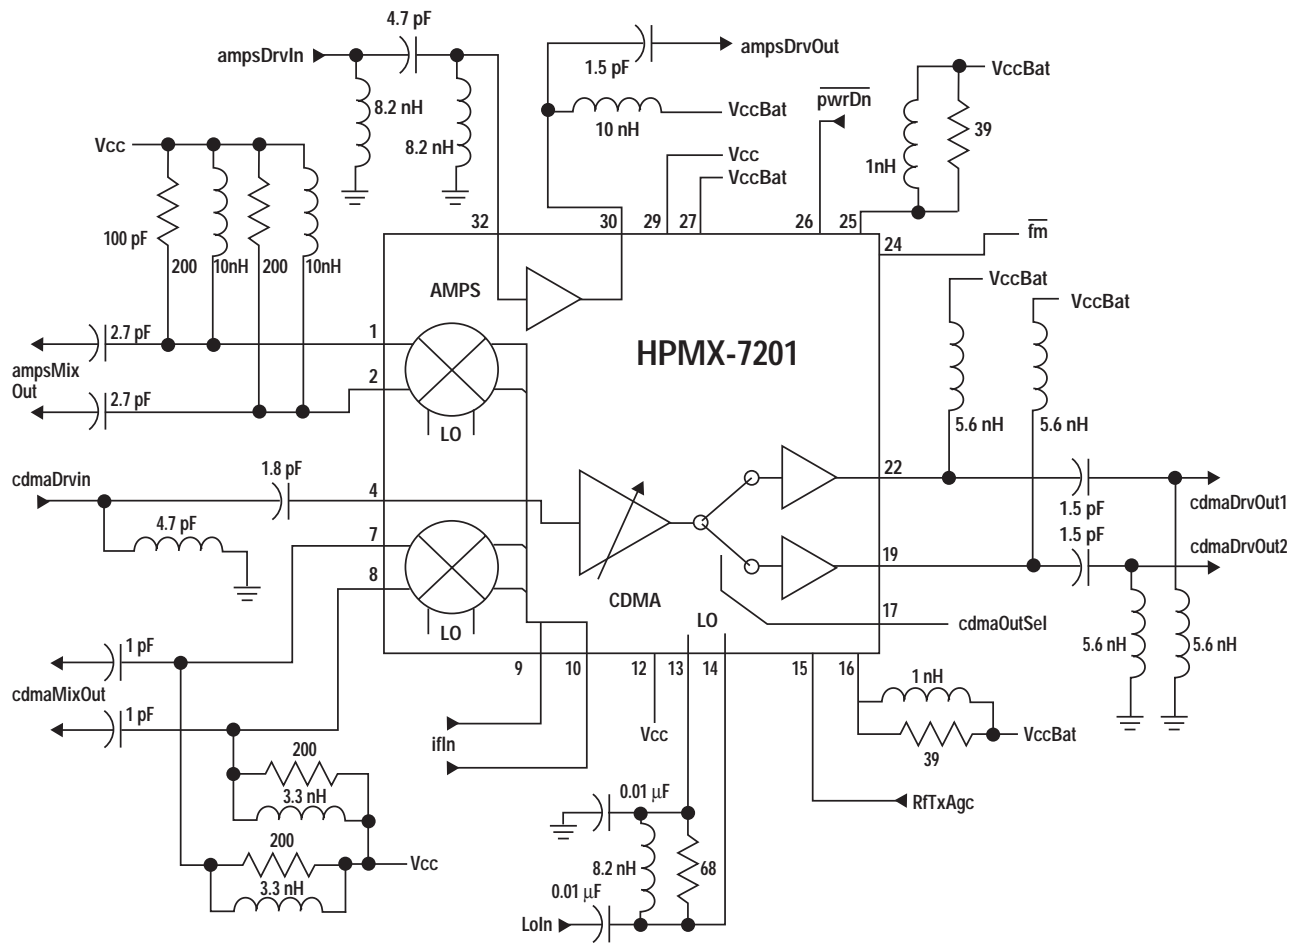 4.7 pF
ampsDrvIn
8.2 nH
8.2 nH
1.5 pF
ampsDrvOut
10 nH
VccBat
Vcc
VccBat
pwrDn
VccBat
1nH
39
Vcc
100 pF
200
10nH
200
10nH
32
30
29
27
26
25
24
fm
AMPS
HPMX-7201
VccBat
VccBat
5.6 nH
5.6 nH
2.7 pF
1
ampsMix
Out
2.7 pF
2
LO
cdmaDrvin
1.8 pF
4
4.7 pF
7
8
LO
CDMA
22
1.5 pF
cdmaDrvOut1
1.5 pF
19
cdmaDrvOut2
17
cdmaOutSel
LO
5.6 nH
5.6 nH
1 pF
cdmaMixOut
1 pF
9
10
12
13
14
15
16
ifIn
Vcc
1 nH
39
VccBat
RfTxAgc
200
3.3 nH
200
3.3 nH
Vcc
0.01 µF
8.2 nH
68
0.01 µF
LoIn